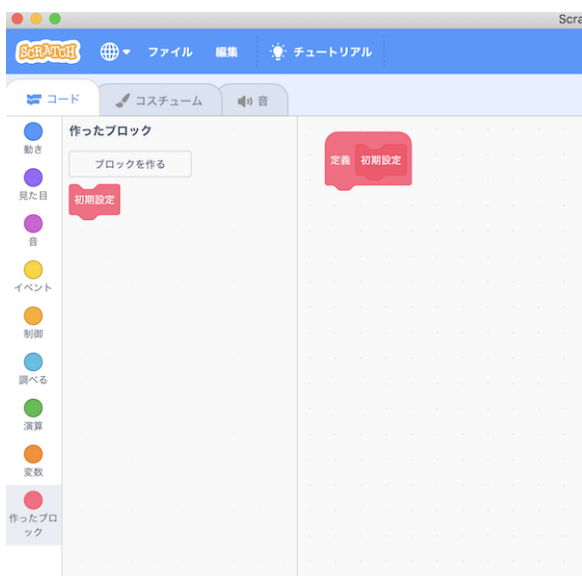 Scra
SCRATCH ファイル 編集 チュートリアル
コード コスチューム 音
動き
見た目
音
イベント
制御
調べる
演算
変数
作ったブロ
ック
作ったブロック
ブロックを作る
初期設定
定義 初期設定